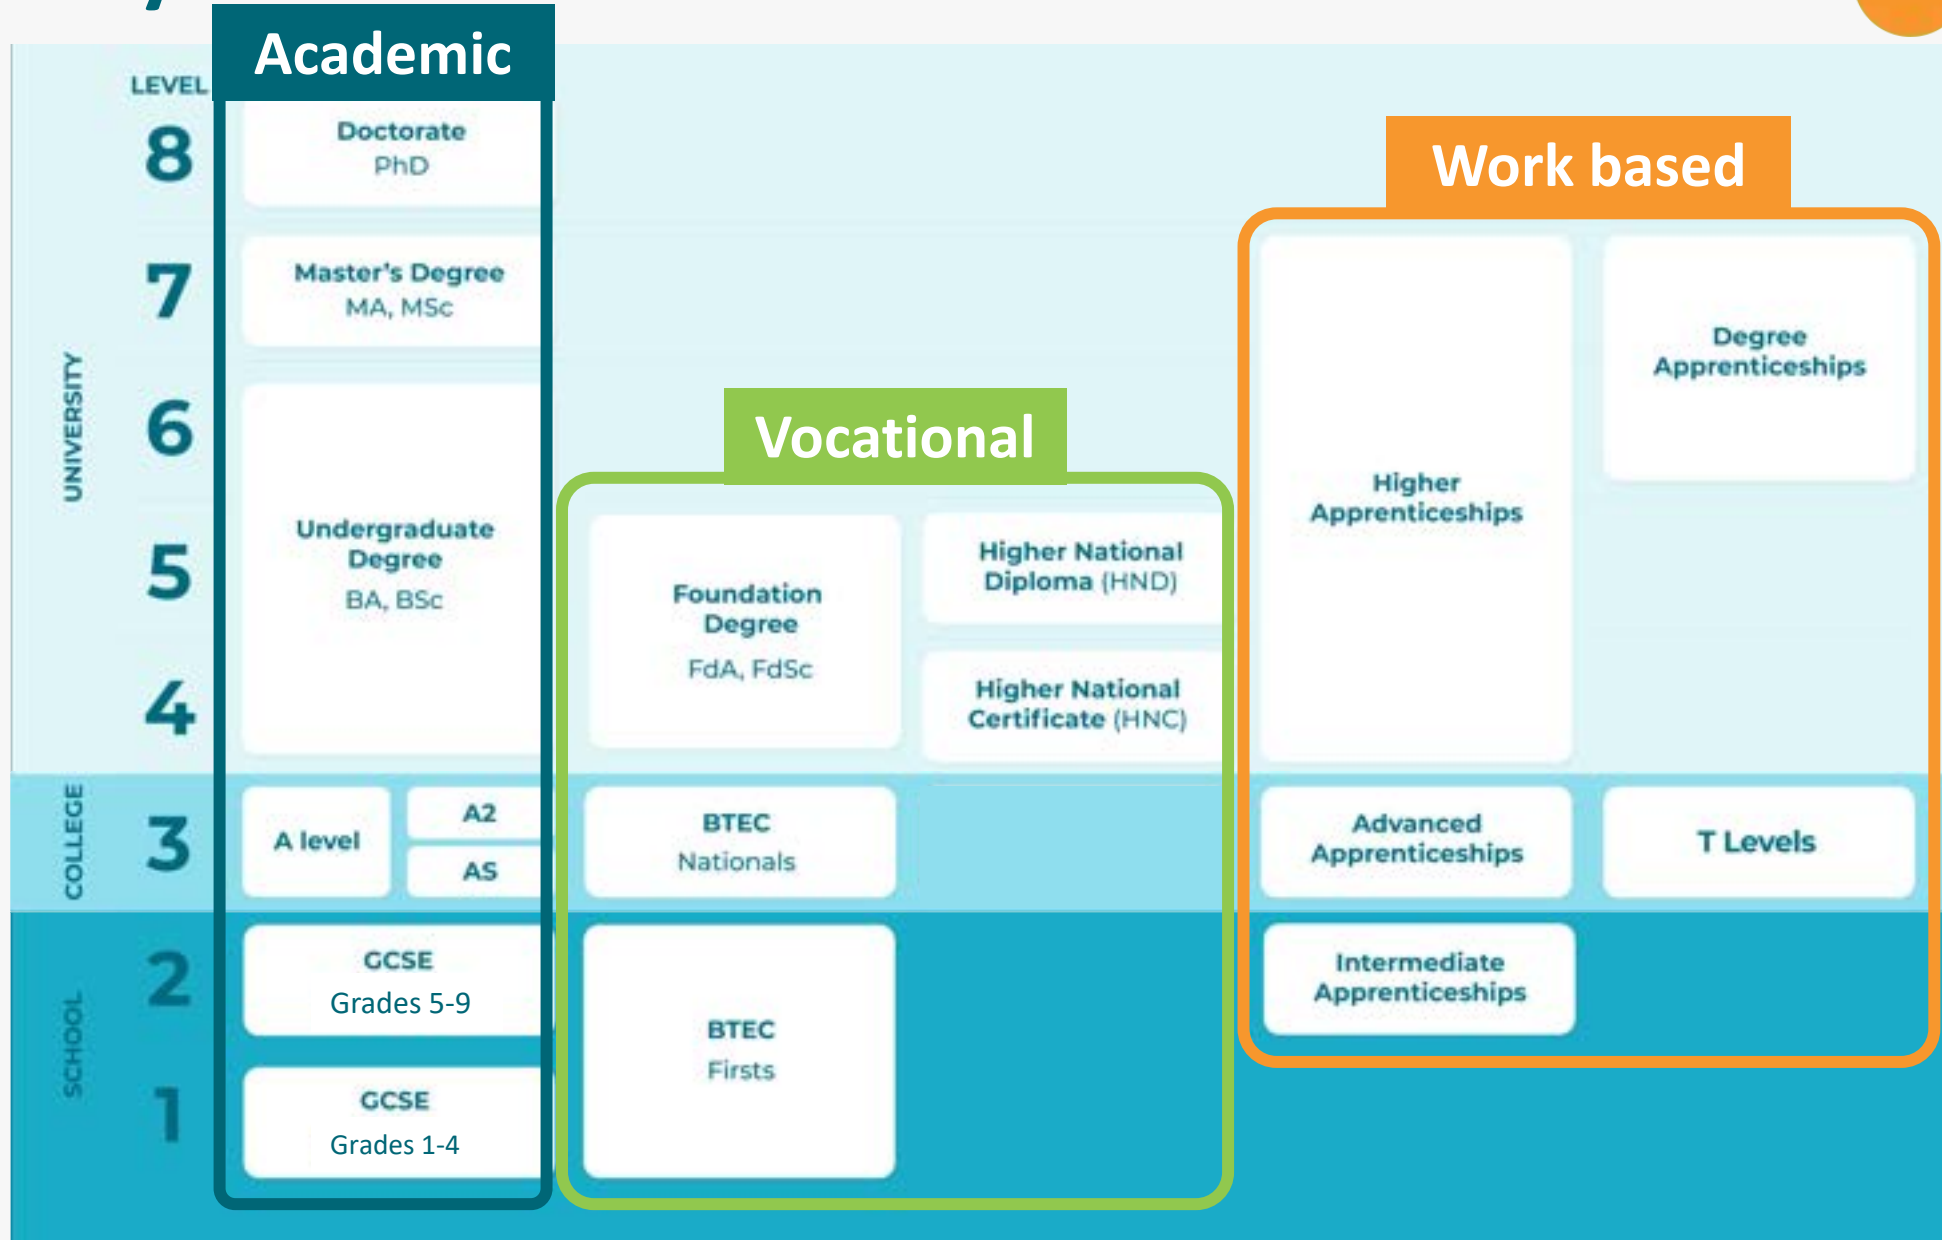 Academic
LEVEL
8
Doctorate
PhD
Work based
7
Master's Degree
MA, MSc
Degree
Apprenticeships
UNIVERSITY
6
Vocational
Higher
Apprenticeships
5
Undergraduate
Degree
BA, BSc
Foundation
Degree
FdA, FdSc
Higher National
Diploma (HND)
4
Higher National
Certificate (HNC)
COLLEGE
3
A level
A2
AS
BTEC
Nationals
Advanced
Apprenticeships
T Levels
SCHOOL
2
GCSE
Grades 5-9
BTEC
Firsts
Intermediate
Apprenticeships
1
GCSE
Grades 1-4